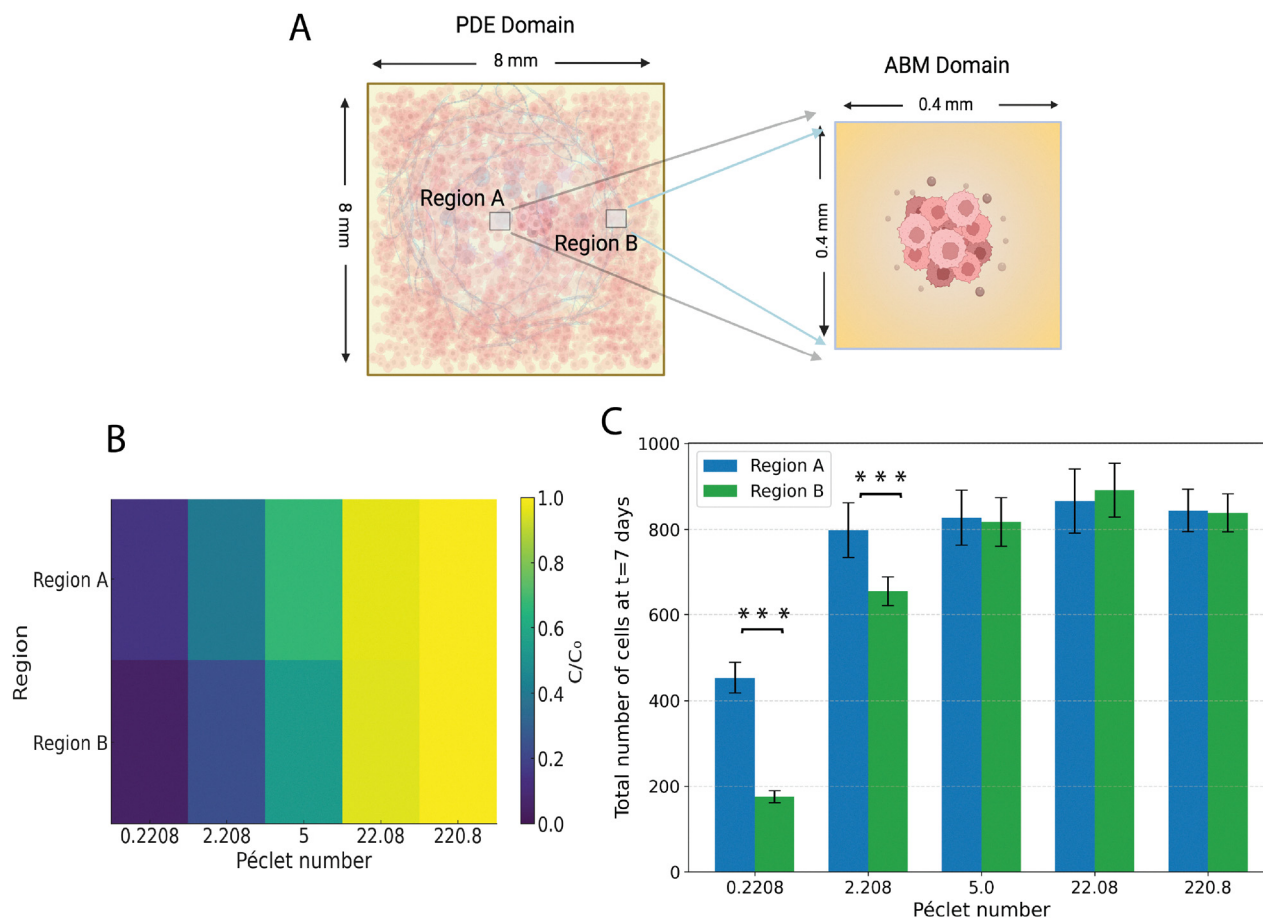 A
PDE Domain
8 mm
8 mm
Region A
Region B
ABM Domain
0.4 mm
0.4 mm
B
Region
Region A
Region B
0.2208 2.208 5 22.08 220.8
Péclet number
1.0
0.8
0.6
0.4
0.2
0.0
C/C₀
C
Total number of cells at t=7 days
1000
800
600
400
200
0
Region A
Region B
***
***
0.2208 2.208 5.0 22.08 220.8
Péclet number